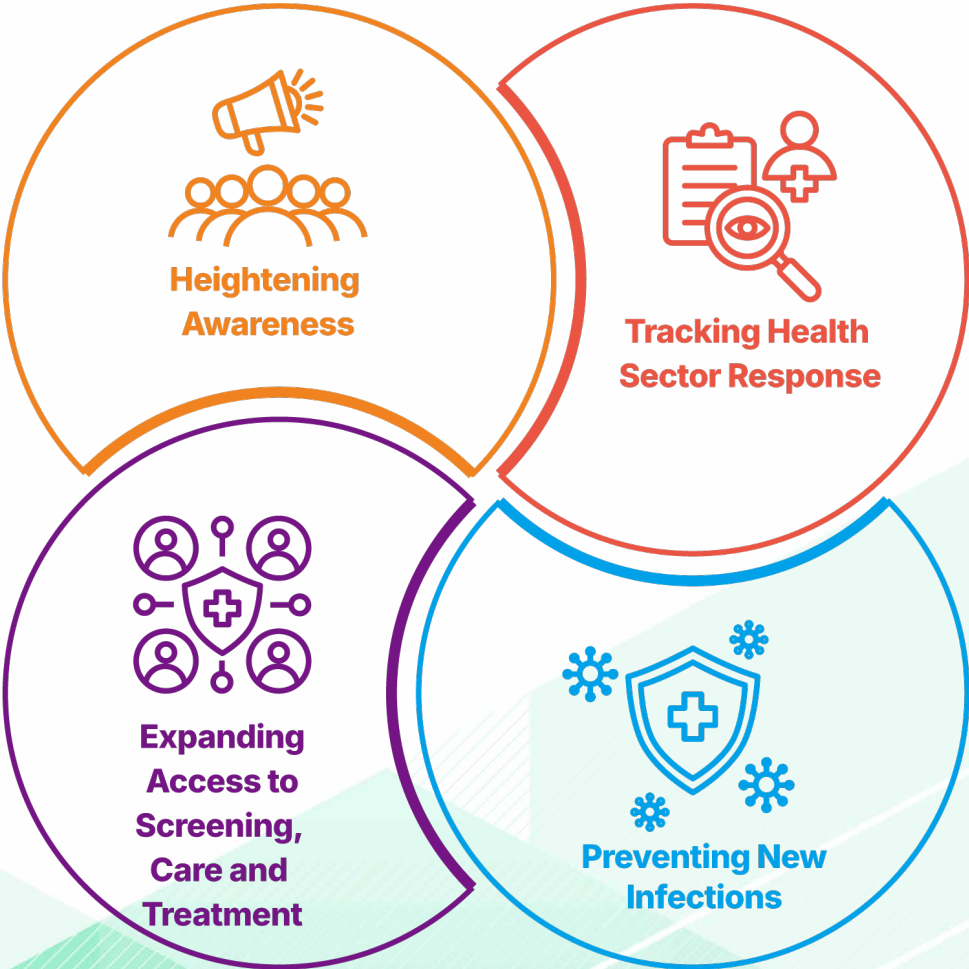 Heightening
Awareness
Tracking Health
Sector Response
Expanding
Access to
Screening,
Care and
Treatment
Preventing New
Infections